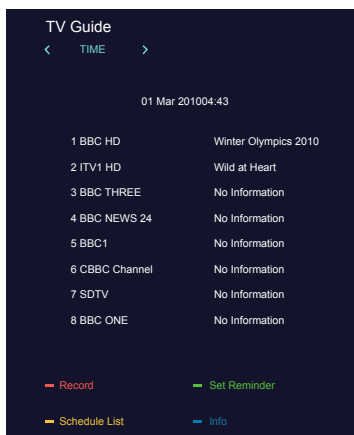 TV Guide
TIME
01 Mar 201004:43
1 BBC HD Winter Olympics 2010
2 ITV1 HD Wild at Heart
3 BBC THREE No Information
4 BBC NEWS 24 No Information
5 BBC1 No Information
6 CBBC Channel No Information
7 SDTV No Information
8 BBC ONE No Information
Record Set Reminder
Schedule List Info